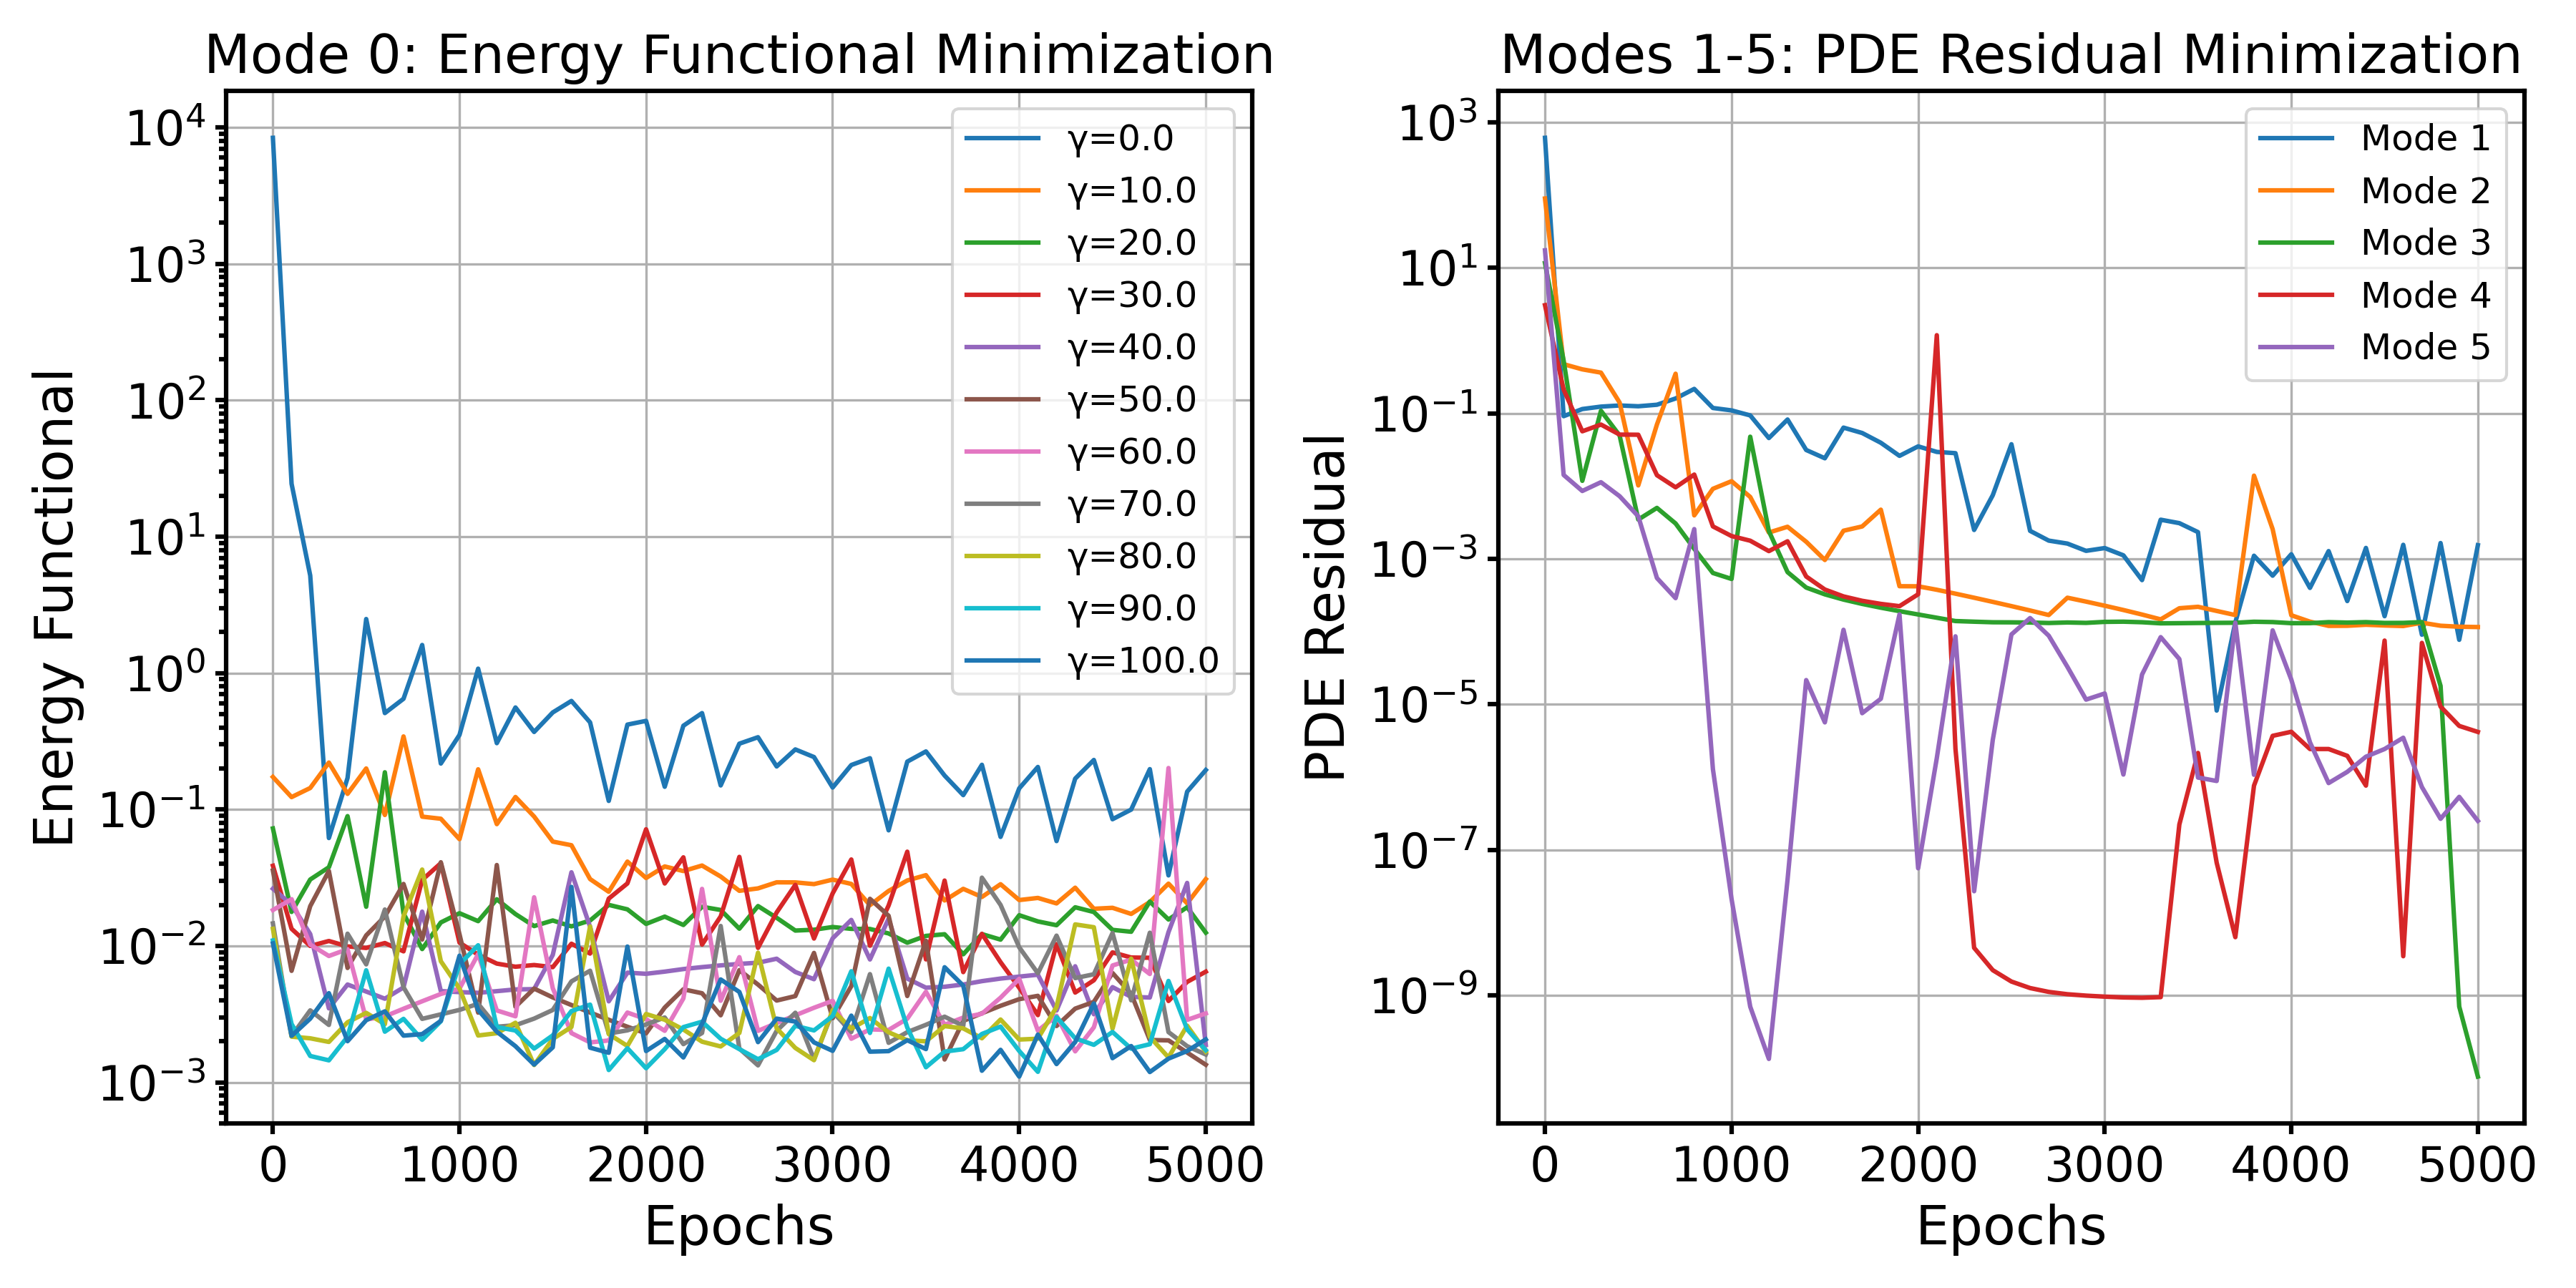 Mode 0: Energy Functional Minimization
Energy Functional
10^4
10^3
10^2
10^1
10^0
10^−1
10^−2
10^−3
0 1000 2000 3000 4000 5000
Epochs
γ=0.0
γ=10.0
γ=20.0
γ=30.0
γ=40.0
γ=50.0
γ=60.0
γ=70.0
γ=80.0
γ=90.0
γ=100.0
Modes 1-5: PDE Residual Minimization
PDE Residual
10^3
10^1
10^−1
10^−3
10^−5
10^−7
10^−9
0 1000 2000 3000 4000 5000
Epochs
Mode 1
Mode 2
Mode 3
Mode 4
Mode 5